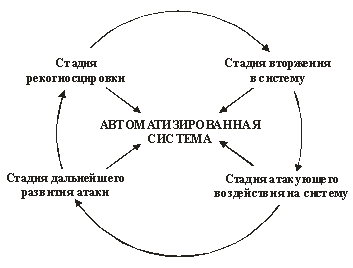 Стадия
рекогносцировки
Стадия вторжения
в систему
АВТОМАТИЗИРОВАННАЯ
СИСТЕМА
Стадия дальнейшего
развития атаки
Стадия атакующего
воздействия на систему